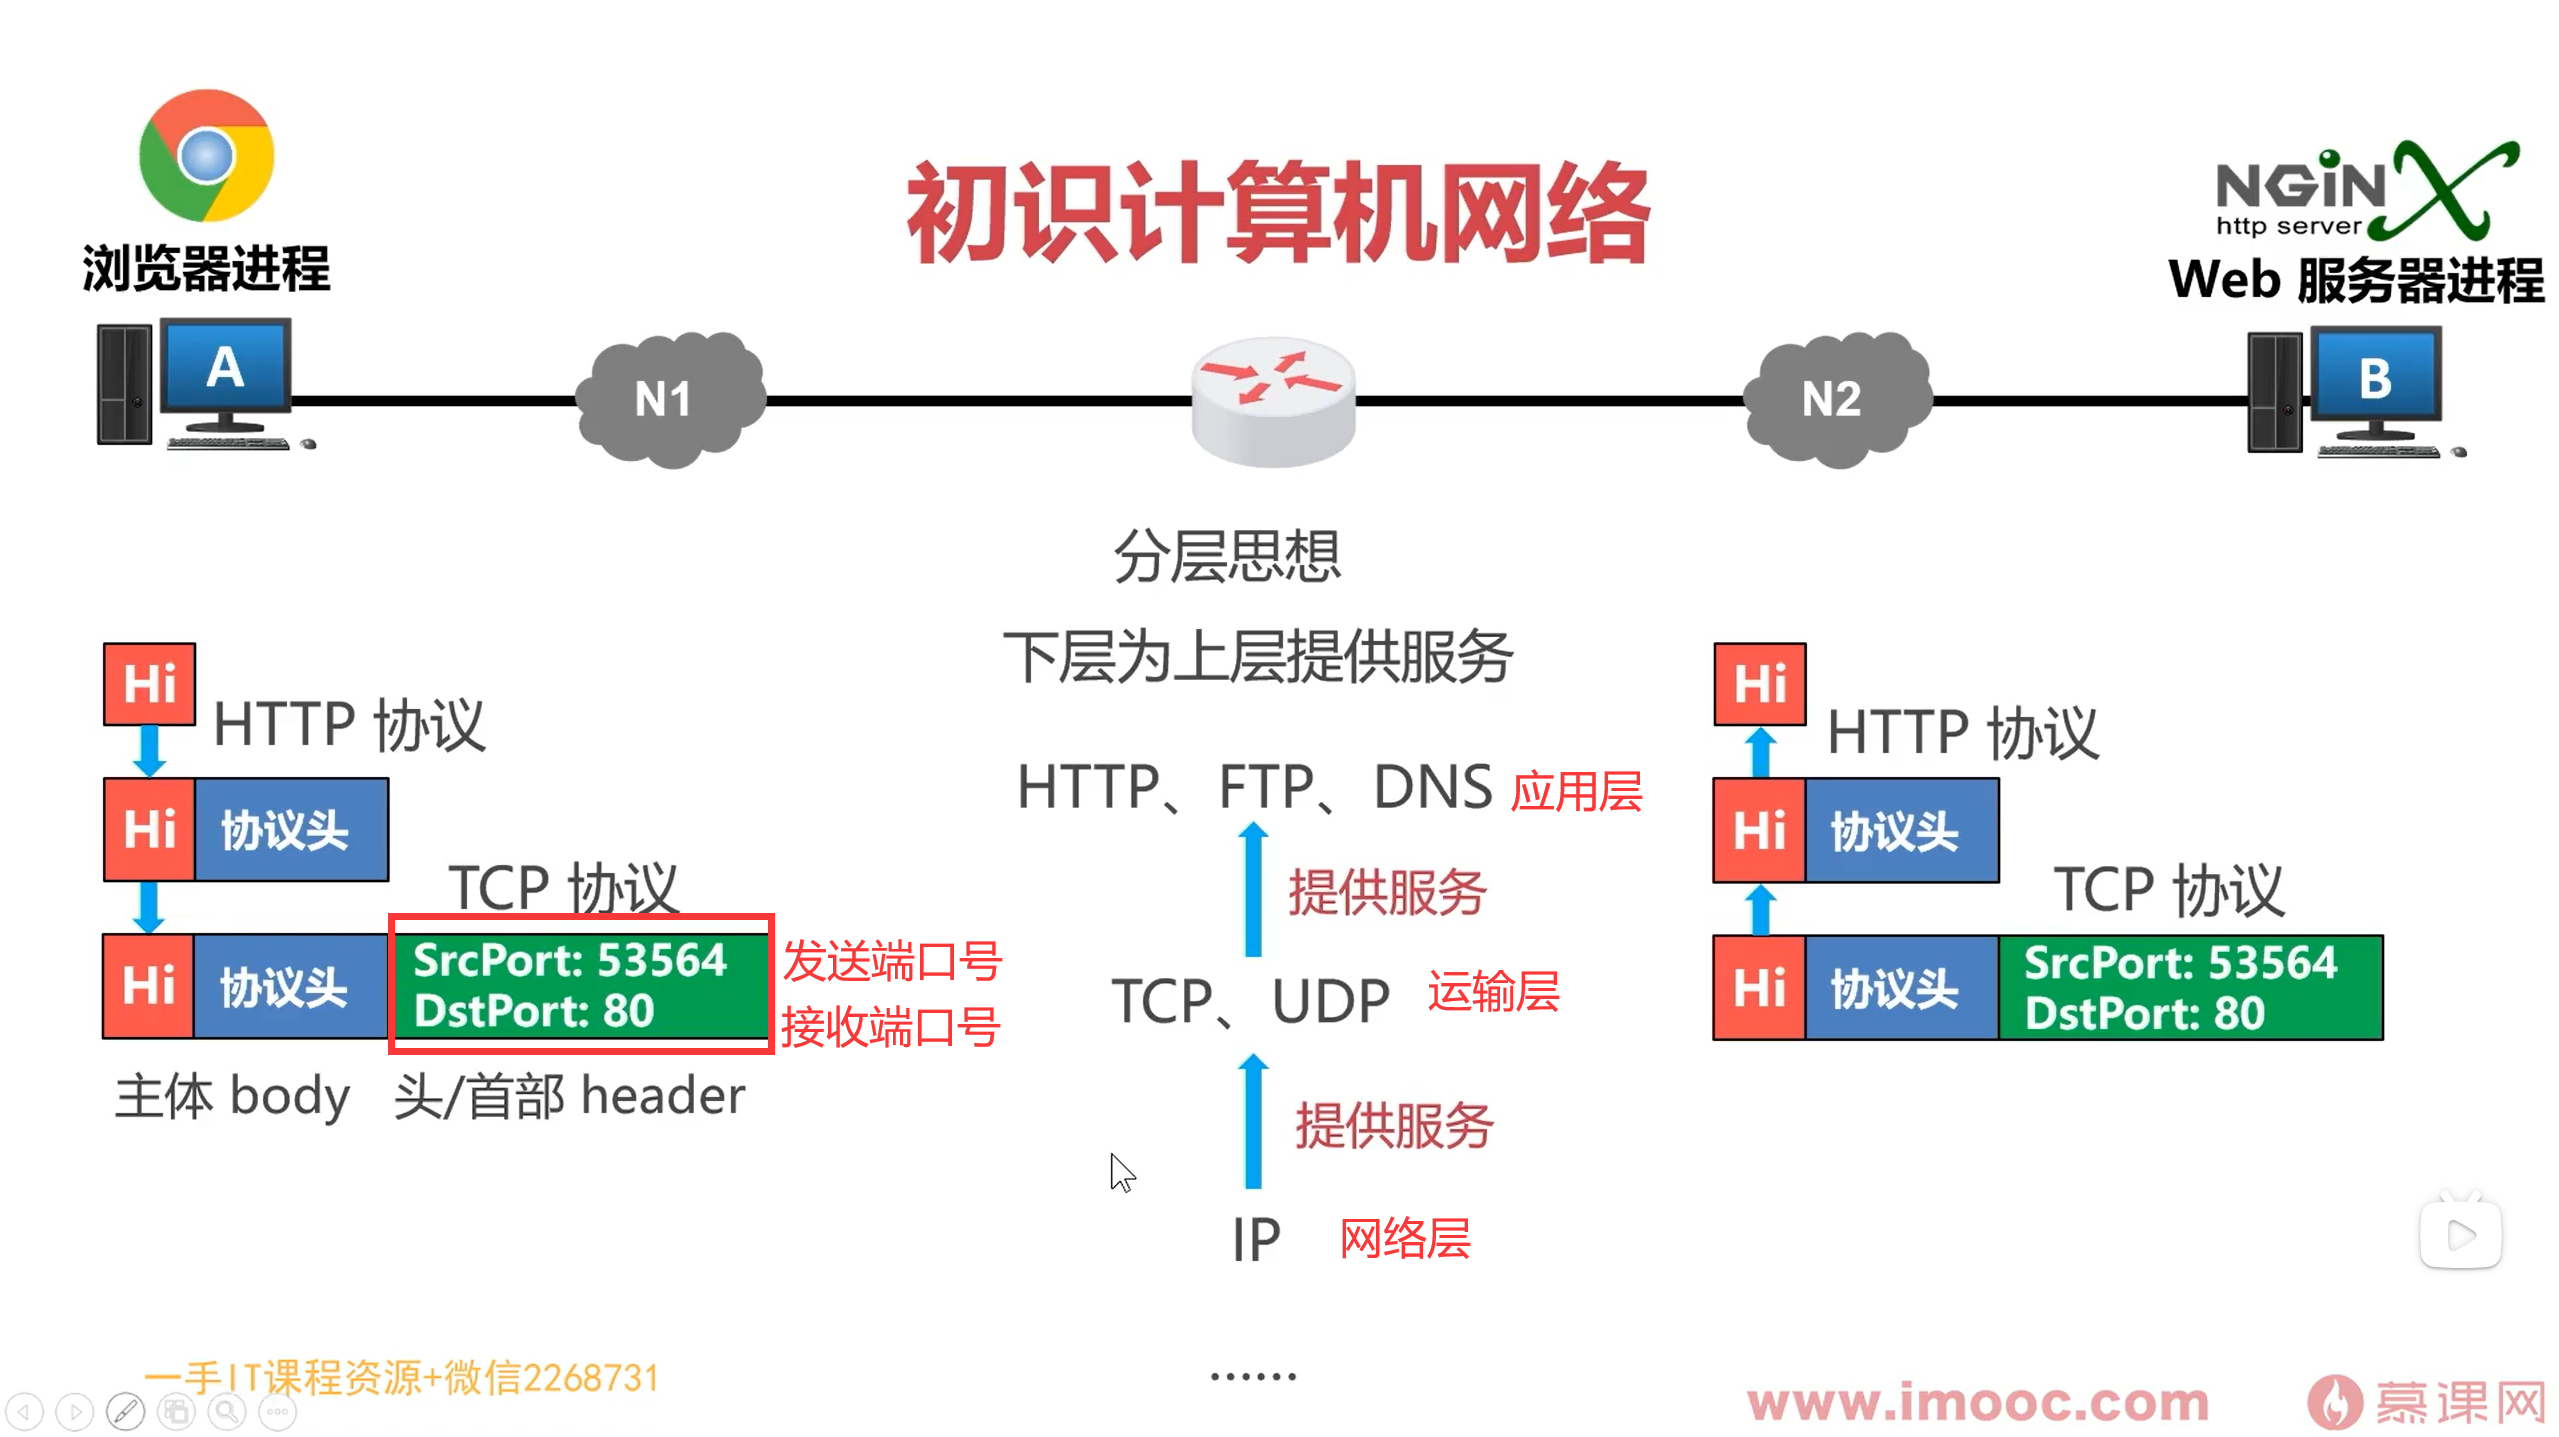 初识计算机网络
NGiNX
http server
浏览器进程
Web 服务器进程
A
N1
N2
B
分层思想
下层为上层提供服务
Hi
HTTP 协议
Hi 协议头
TCP 协议
Hi 协议头 SrcPort: 53564
DstPort: 80
发送端口号
接收端口号
主体 body 头/首部 header
HTTP、FTP、DNS 应用层
提供服务
TCP、UDP 运输层
提供服务
IP 网络层
......
Hi
HTTP 协议
Hi 协议头
TCP 协议
Hi 协议头 SrcPort: 53564
DstPort: 80
一手IT课程资源+微信2268731
www.imooc.com 慕课网